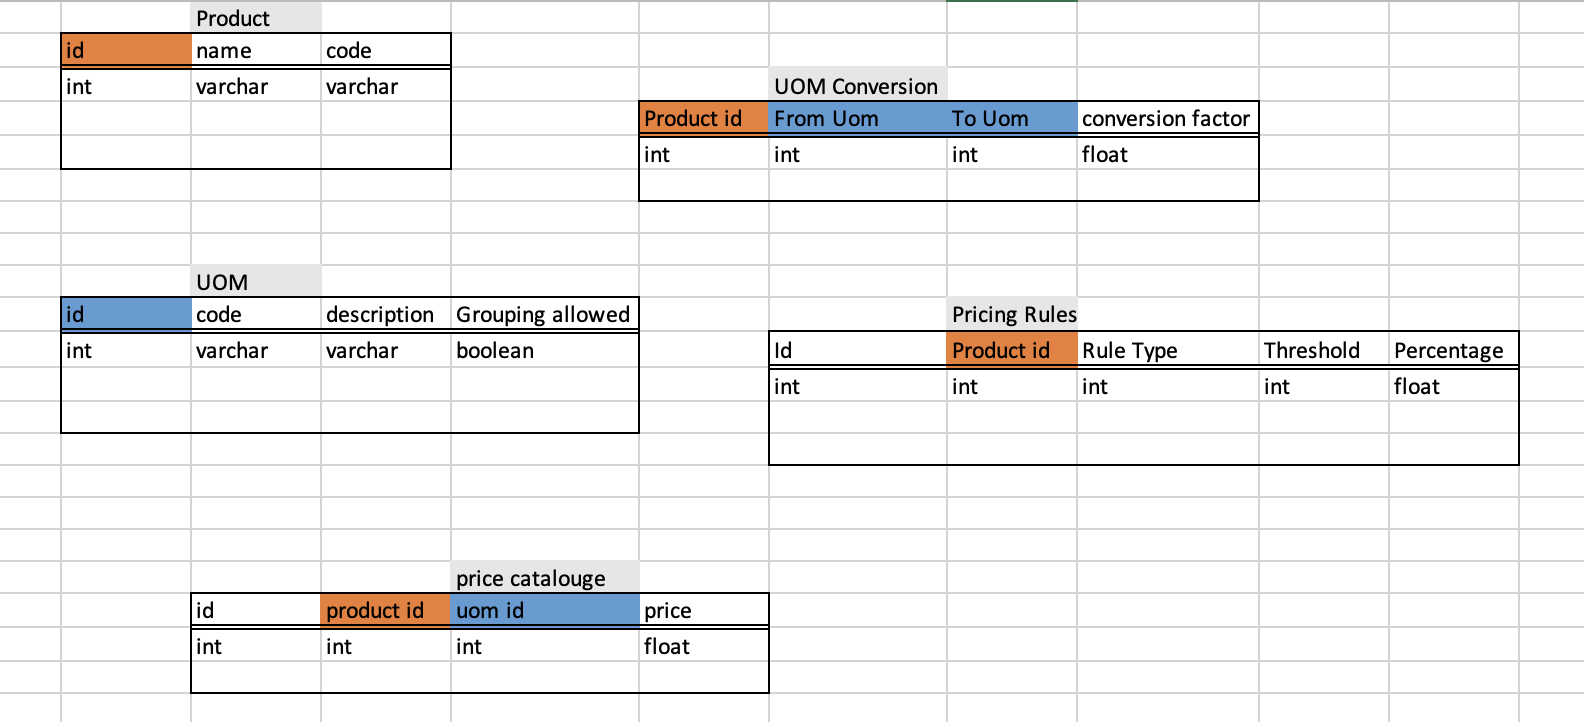 Product
id name code
int varchar varchar
UOM Conversion
Product id From Uom To Uom conversion factor
int int int float
UOM
id code description Grouping allowed
int varchar varchar boolean
Pricing Rules
Id Product id Rule Type Threshold Percentage
int int int int float
price catalouge
id product id uom id price
int int int float